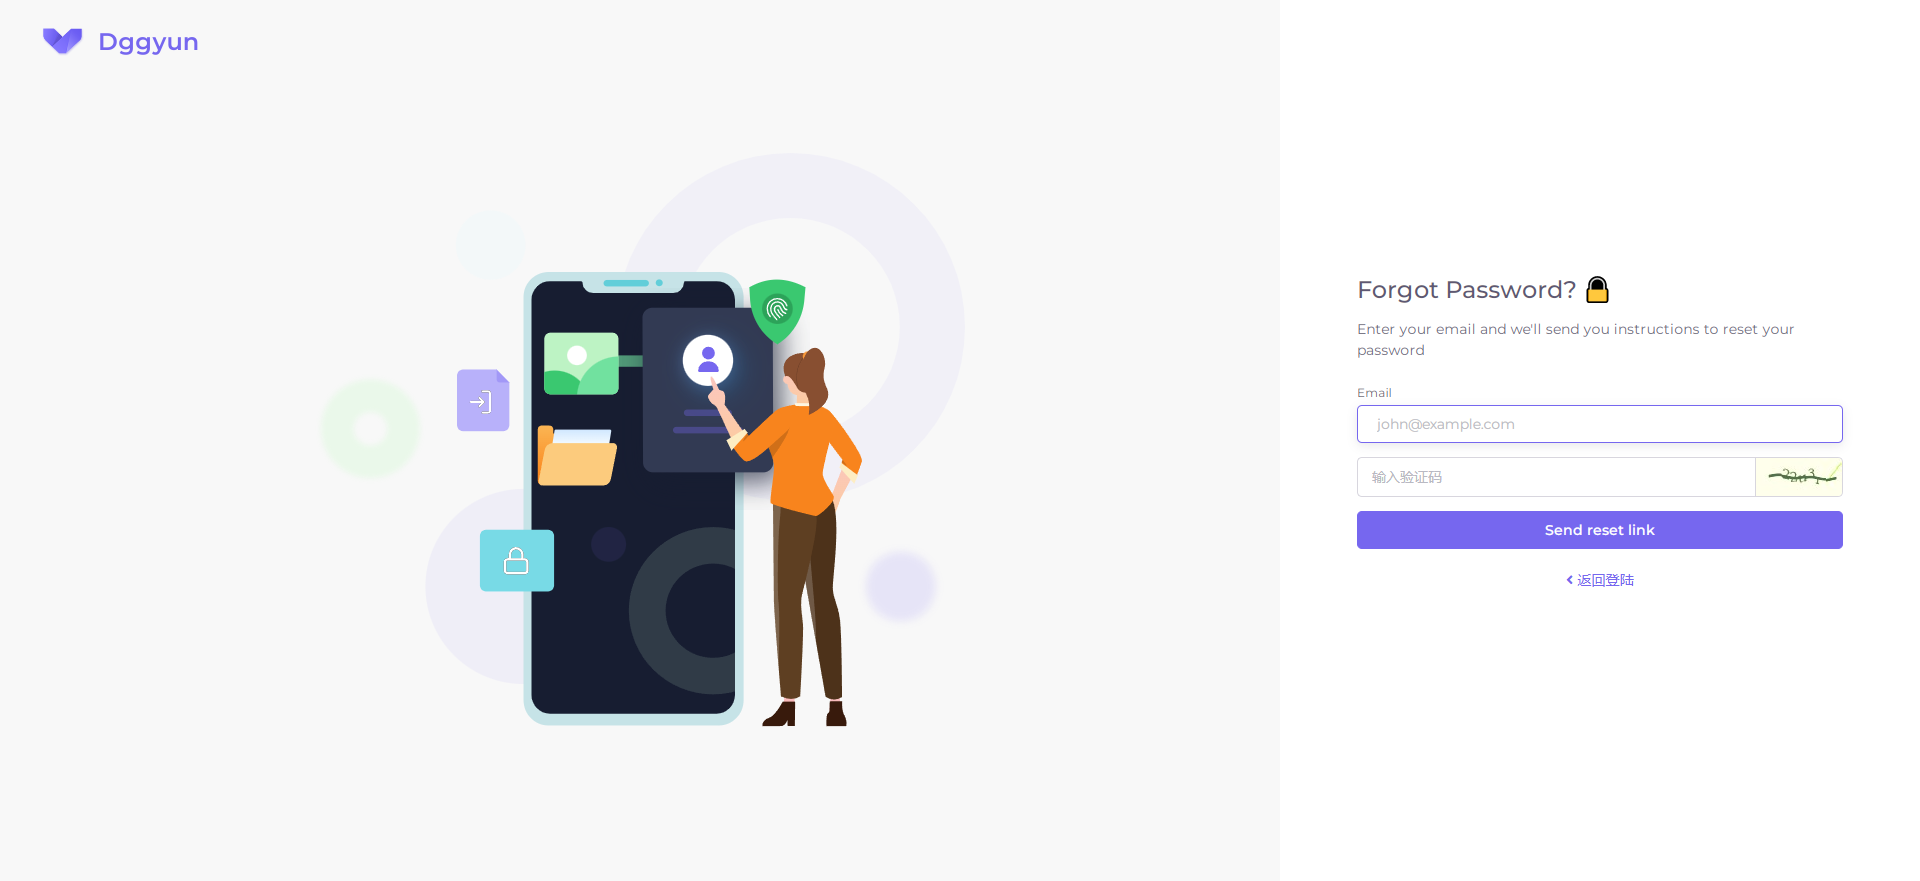 Dggyun
Forgot Password? 🔒
Enter your email and we'll send you instructions to reset your
password
Email
john@example.com
输入验证码
Send reset link
返回登陆